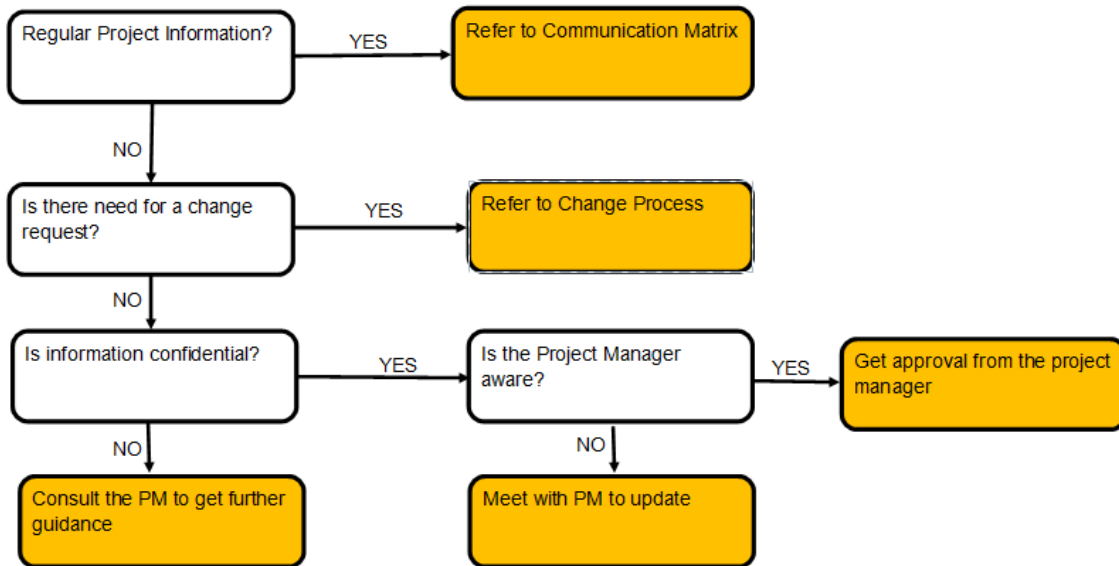 Regular Project Information?
YES
Refer to Communication Matrix
NO
Is there need for a change
request?
YES
Refer to Change Process
NO
Is information confidential?
YES
Is the Project Manager
aware?
YES
Get approval from the project
manager
NO
Consult the PM to get further
guidance
NO
Meet with PM to update